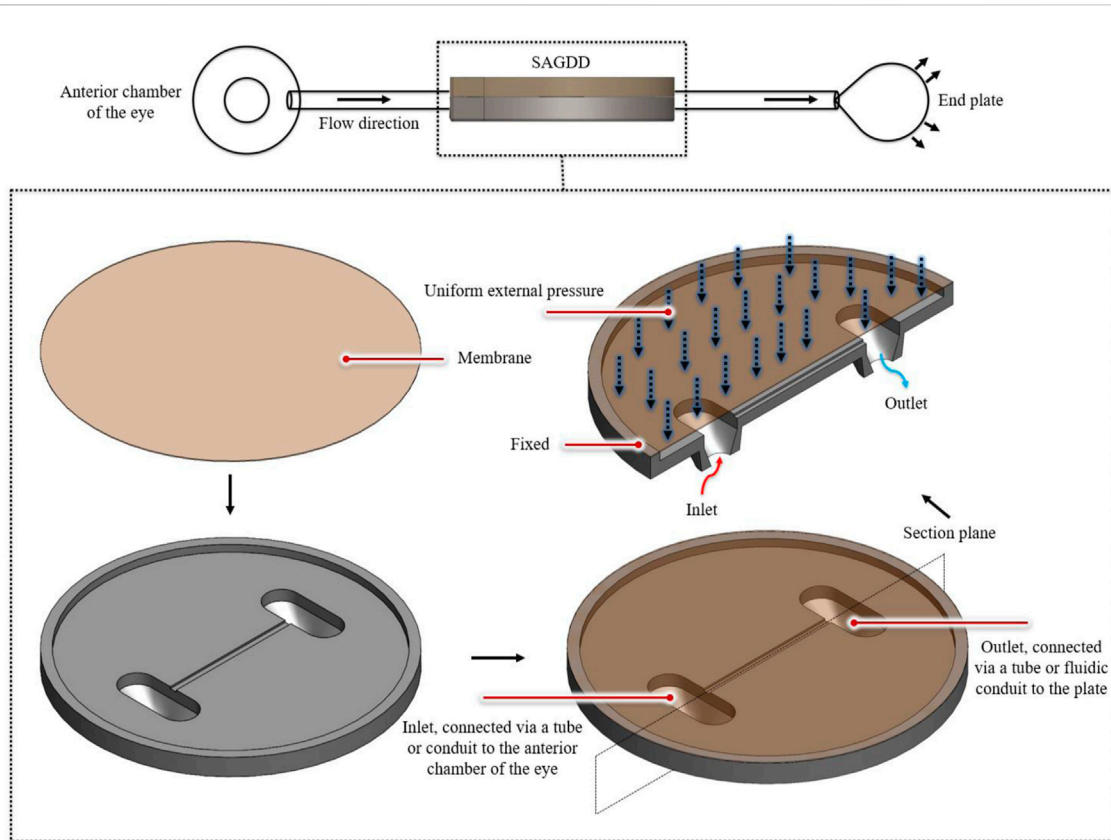 SAGDD
Anterior chamber
of the eye
Flow direction
End plate
Uniform external pressure
Membrane
Outlet
Fixed
Inlet
Section plane
Outlet, connected
via a tube or fluidic
conduit to the plate
Inlet, connected via a tube
or conduit to the anterior
chamber of the eye